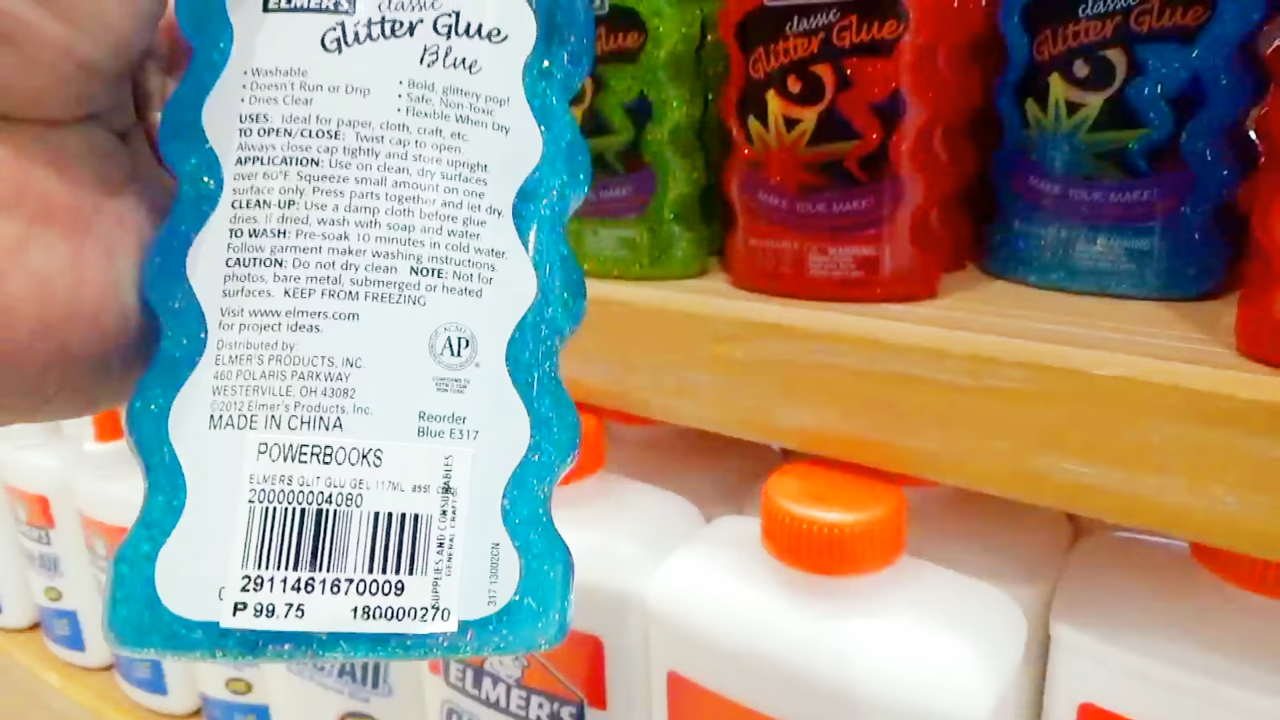 ELMER'S classic
Glitter Glue
Blue
• Washable
• Doesn't Run or Drip
• Dries Clear
• Bold, glittery pop!
• Safe, Non-Toxic
• Flexible When Dry
USES: Ideal for paper, cloth, craft, etc.
TO OPEN/CLOSE: Twist cap to open.
Always close cap tightly and store upright.
APPLICATION: Use on clean, dry surfaces
over 60°F Squeeze small amount on one
surface only. Press parts together and let dry.
CLEAN-UP: Use a damp cloth before glue
dries. If dried, wash with soap and water.
TO WASH: Pre-soak 10 minutes in cold water.
Follow garment maker washing instructions.
CAUTION: Do not dry clean NOTE: Not for
photos, bare metal, submerged or heated
surfaces. KEEP FROM FREEZING
Visit www.elmers.com
for project ideas.
Distributed by:
ELMER'S PRODUCTS, INC.
460 POLARIS PARKWAY
WESTERVILLE, OH 43082
©2012 Elmer's Products, Inc.
MADE IN CHINA
ACMI
AP
Reorder
Blue E317
POWERBOOKS
ELMERS GLIT GLU GEL 117ML asst
200000004080
2911461670009
₱ 99.75 180000270
SUPPLIES AND CONSUMABLES
GENERAL CRAFT
317 13002CN
Glue
classic
Glitter Glue
MAKE YOUR MARK!
WARNING
classic
Glitter Glue
MAKE YOUR MARK!
WARNING
ELMER'S